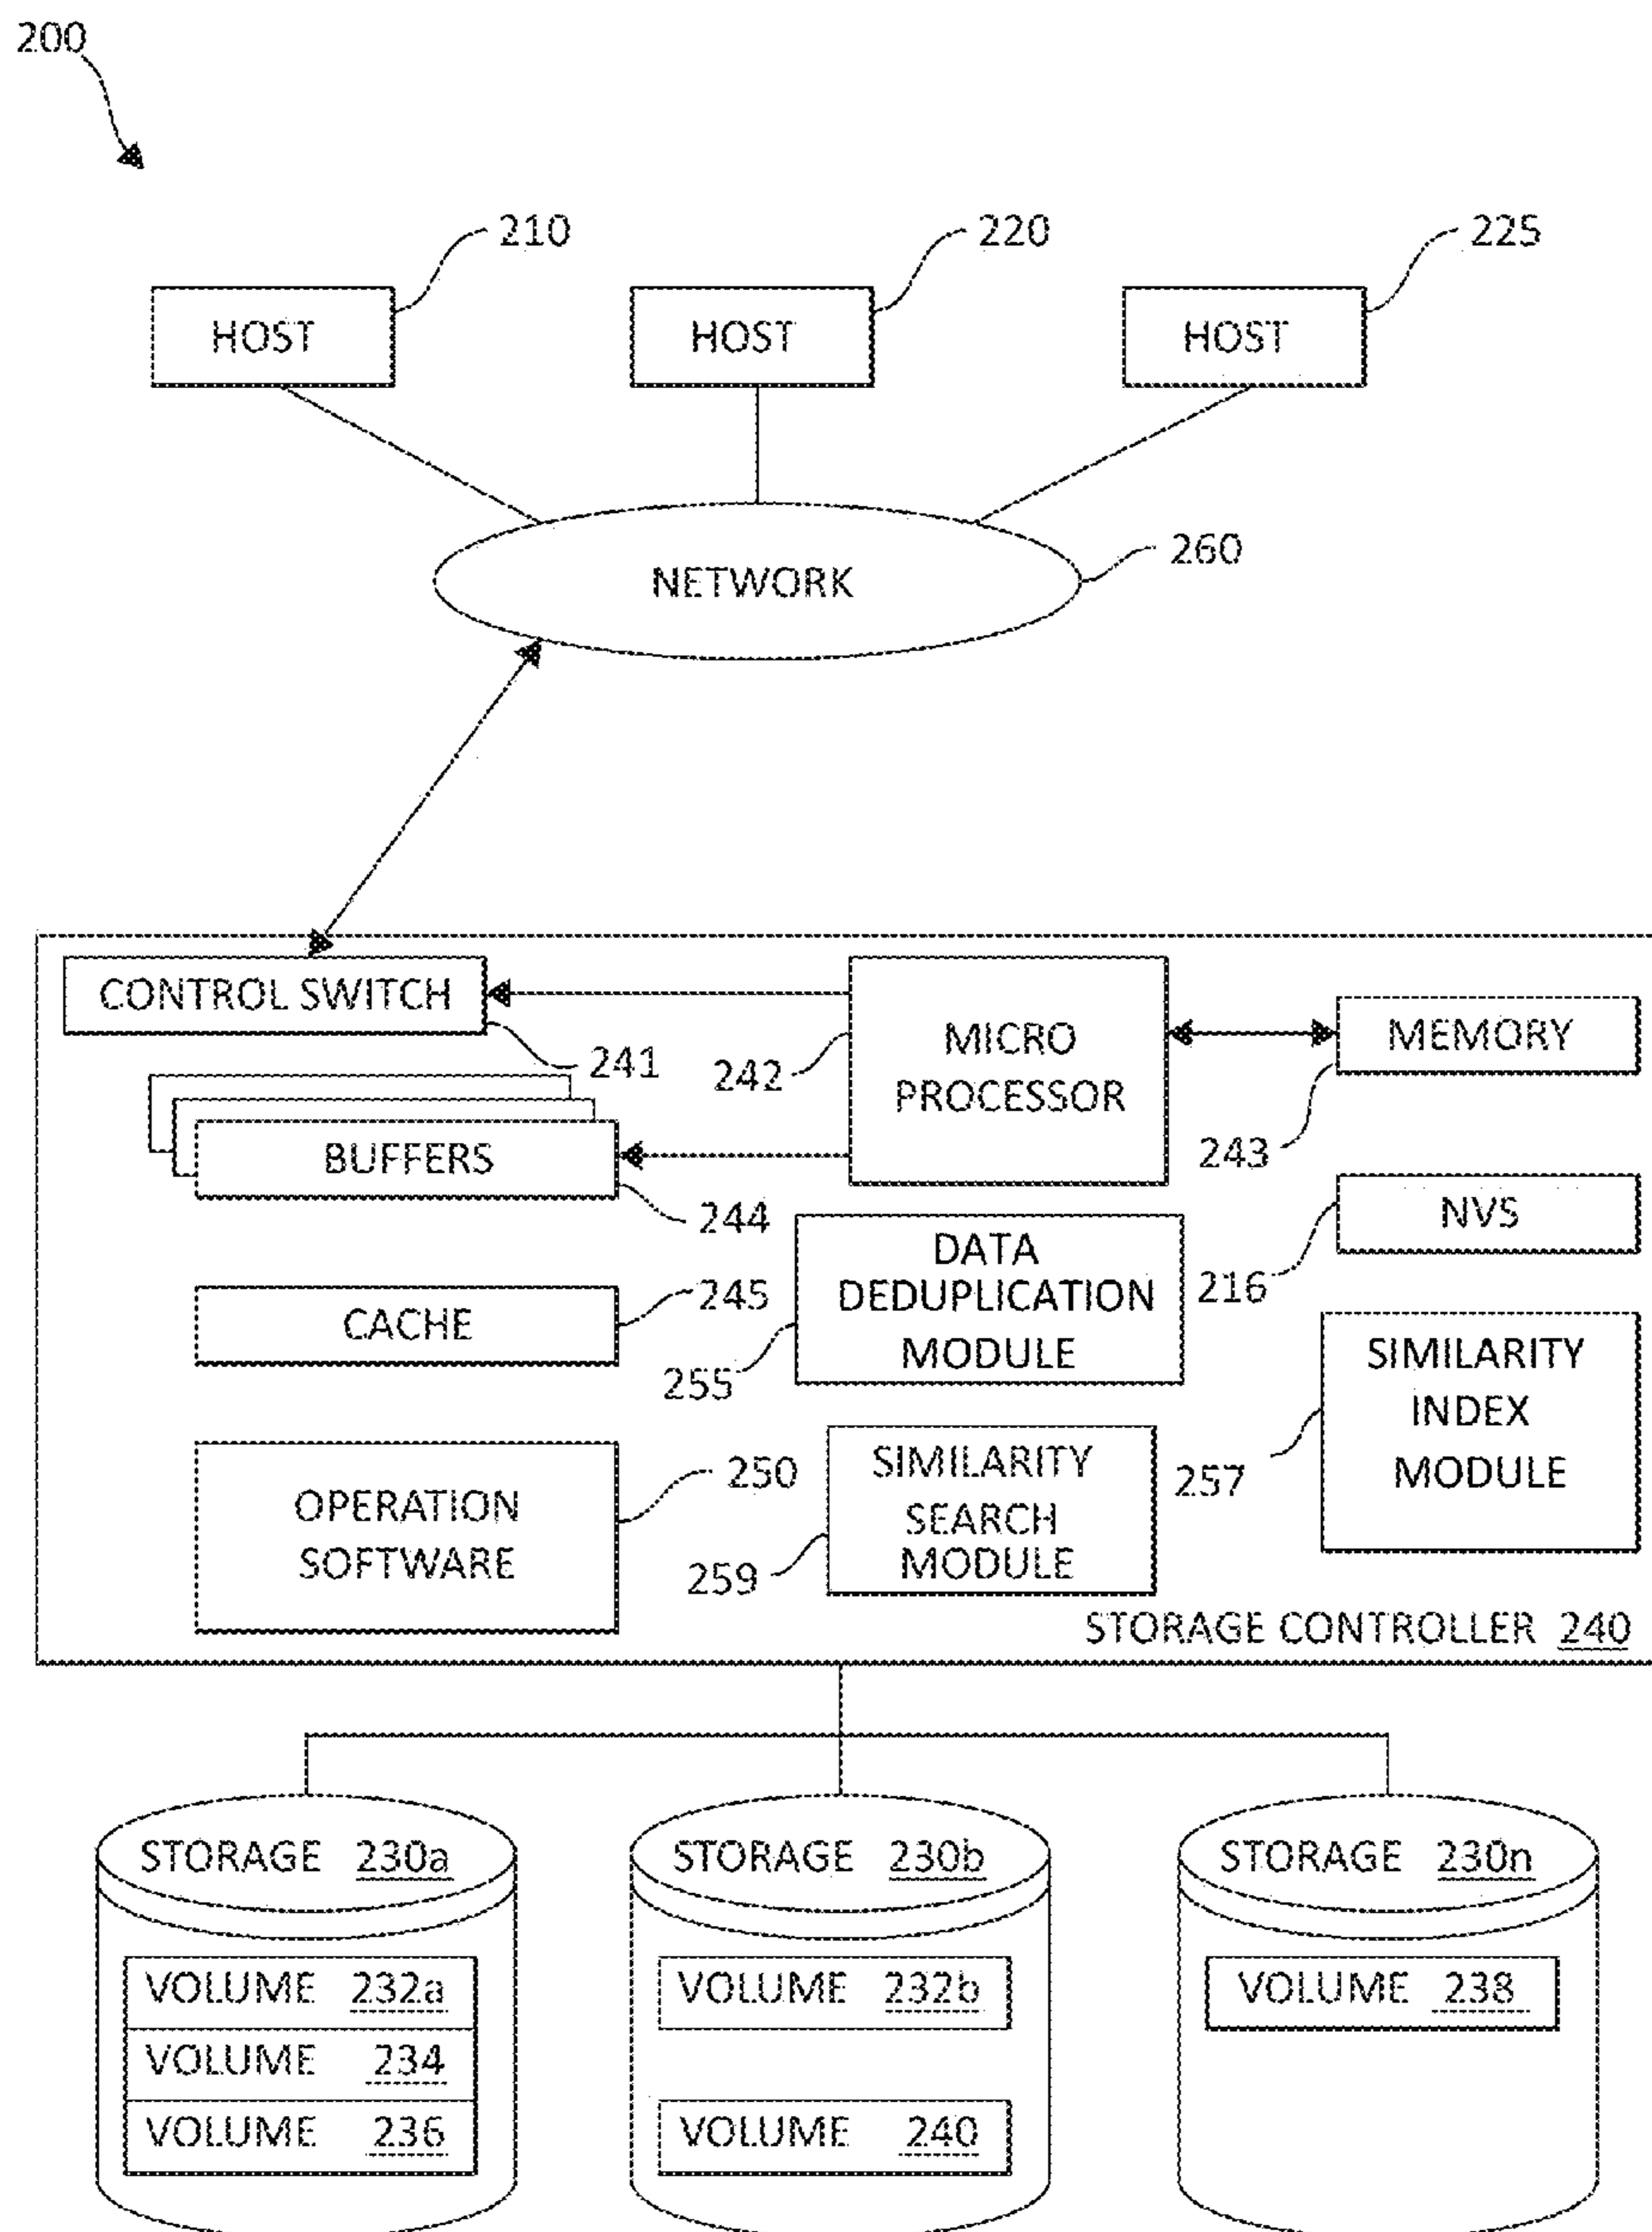 200
210
220
225
HOST
HOST
HOST
260
NETWORK
CONTROL SWITCH
241
242
MICRO
PROCESSOR
MEMORY
243
BUFFERS
244
NVS
216
DATA
DEDUPLICATION
MODULE
255
CACHE
245
SIMILARITY
INDEX
MODULE
257
OPERATION
SOFTWARE
250
SIMILARITY
SEARCH
MODULE
259
STORAGE CONTROLLER 240
STORAGE 230a
STORAGE 230b
STORAGE 230n
VOLUME 232a
VOLUME 234
VOLUME 236
VOLUME 232b
VOLUME 240
VOLUME 238